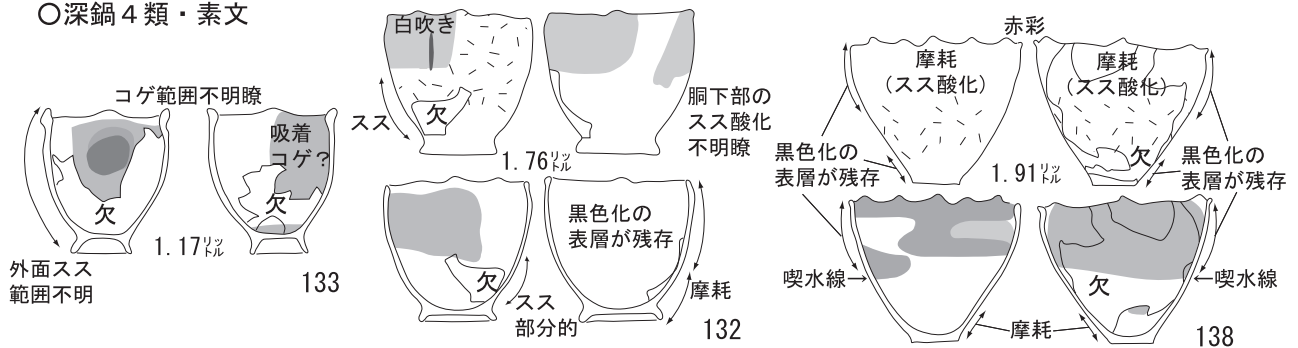 ○深鍋４類・素文
コゲ範囲不明瞭
吸着
コゲ？
欠
欠
1.17㍑
外面スス
範囲不明
133
白吹き
スス
欠
1.76㍑
胴下部の
スス酸化
不明瞭
黒色化の
表層が残存
欠
スス
部分的
摩耗
132
赤彩
摩耗
（スス酸化）
摩耗
（スス酸化）
黒色化の
表層が残存
欠
1.91㍑
黒色化の
表層が残存
喫水線→
欠
←喫水線
摩耗
138